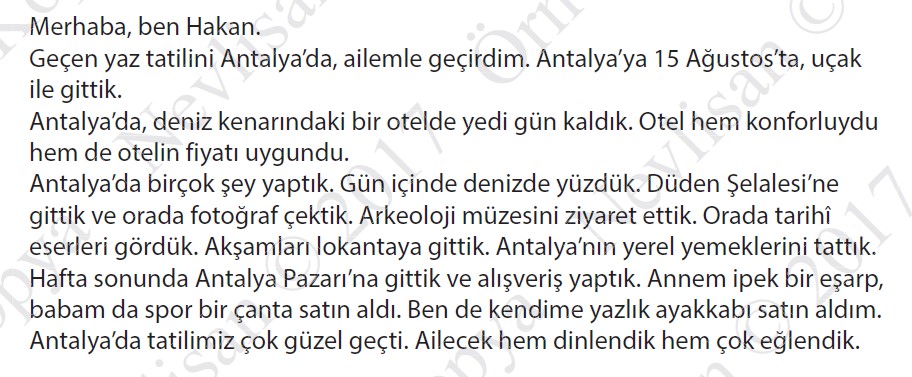 Merhaba, ben Hakan.
Geçen yaz tatilini Antalya’da, ailemle geçirdim. Antalya’ya 15 Ağustos’ta, uçak
ile gittik.
Antalya’da, deniz kenarındaki bir otelde yedi gün kaldık. Otel hem konforluydu
hem de otelin fiyatı uygundu.
Antalya’da birçok şey yaptık. Gün içinde denizde yüzdük. Düden Şelalesi’ne
gittik ve orada fotoğraf çektik. Arkeoloji müzesini ziyaret ettik. Orada tarihî
eserleri gördük. Akşamları lokantaya gittik. Antalya’nın yerel yemeklerini tattık.
Hafta sonunda Antalya Pazarı’na gittik ve alışveriş yaptık. Annem ipek bir eşarp,
babam da spor bir çanta satın aldı. Ben de kendime yazlık ayakkabı satın aldım.
Antalya’da tatilimiz çok güzel geçti. Ailecek hem dinlendik hem çok eğlendik.